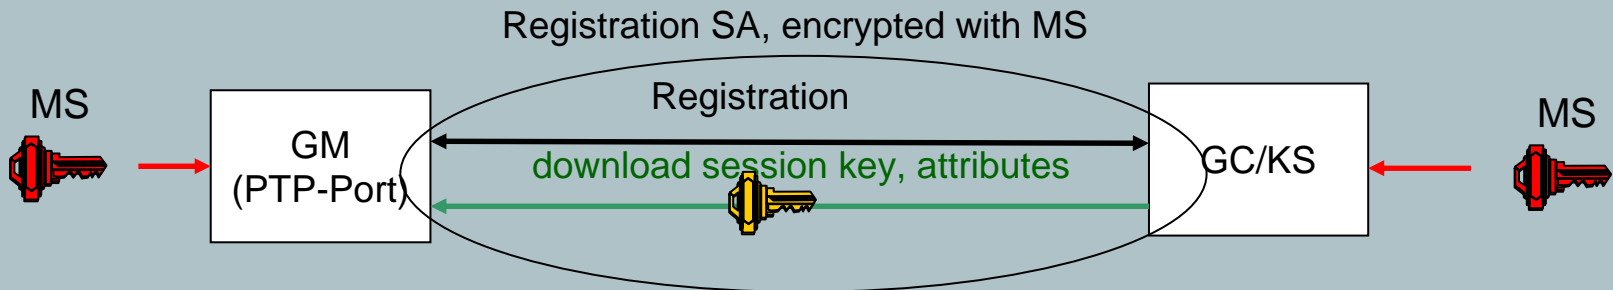 Registration SA, encrypted with MS
MS
Registration
MS
GM
(PTP-Port)
download session key, attributes
GC/KS